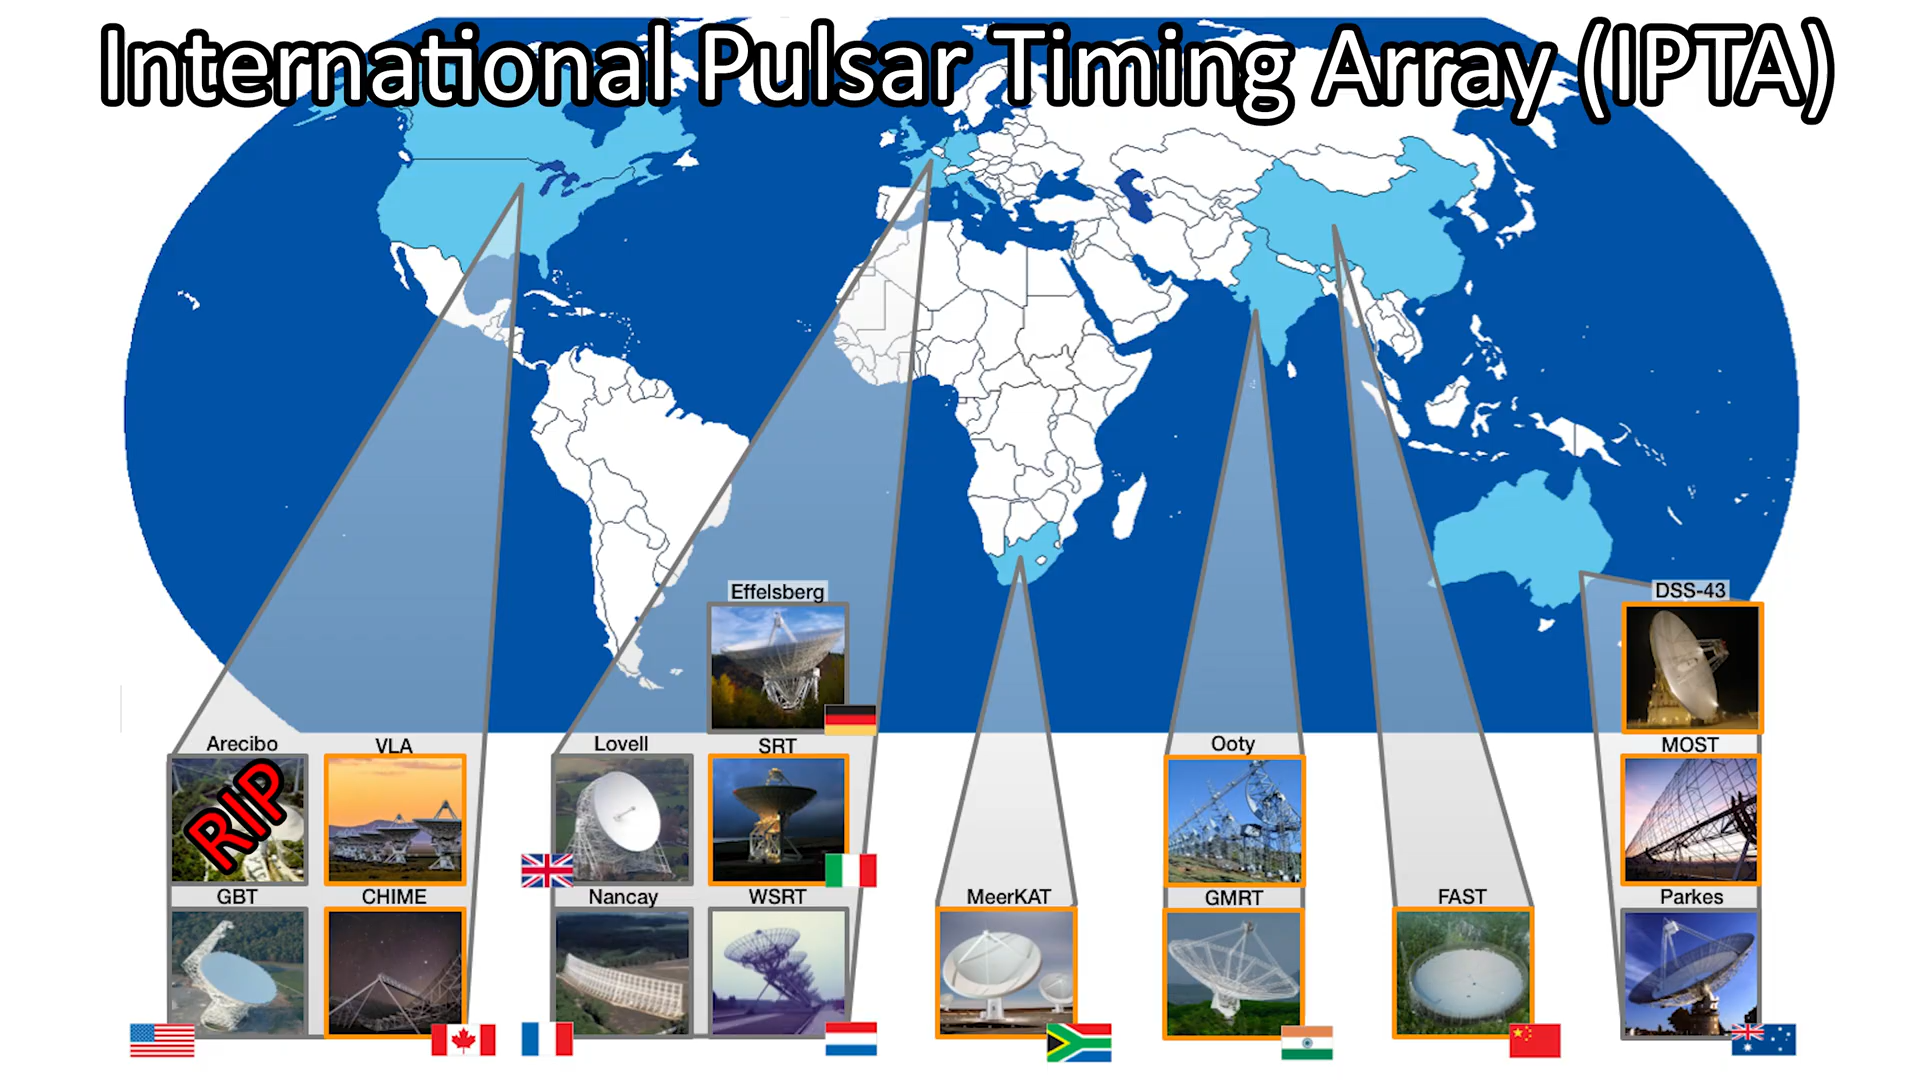 International Pulsar Timing Array (IPTA)
Effelsberg
DSS-43
Arecibo
VLA
Lovell
SRT
Ooty
MOST
RIP
GBT
CHIME
Nancay
WSRT
MeerKAT
GMRT
FAST
Parkes